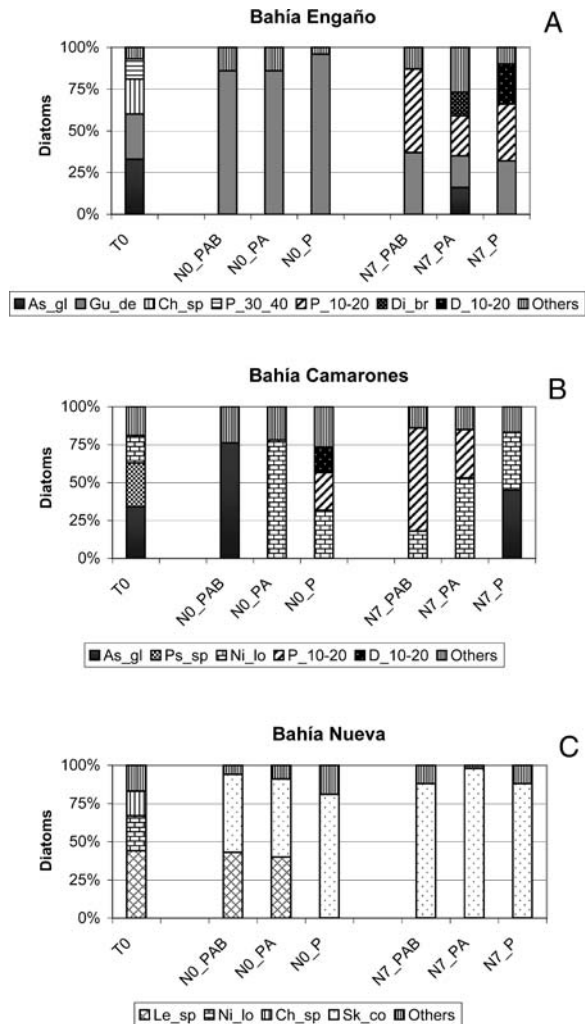 Bahía Engaño
A
100%
75%
50%
25%
0%
Diatoms
T0 N0_PAB N0_PA N0_P N7_PAB N7_PA N7_P
As_gl Gu_de Ch_sp P_30_40 P_10-20 Di_br D_10-20 Others
Bahía Camarones
B
100%
75%
50%
25%
0%
Diatoms
T0 N0_PAB N0_PA N0_P N7_PAB N7_PA N7_P
As_gl Ps_sp Ni_lo P_10-20 D_10-20 Others
Bahía Nueva
C
100%
75%
50%
25%
0%
Diatoms
T0 N0_PAB N0_PA N0_P N7_PAB N7_PA N7_P
Le_sp Ni_lo Ch_sp Sk_co Others